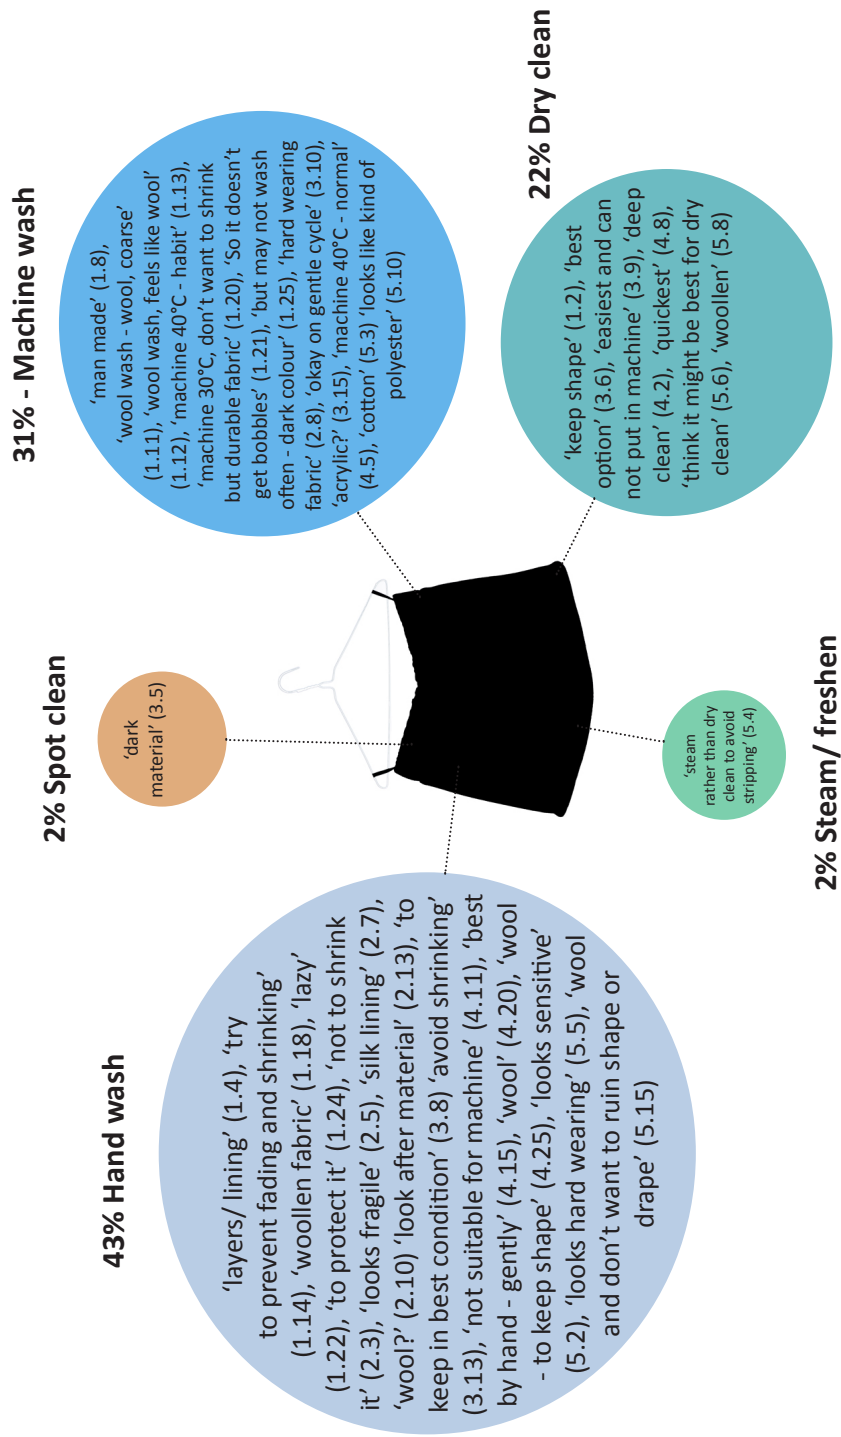 43% Hand wash
‘layers/ lining’ (1.4), ‘try
to prevent fading and shrinking’
(1.14), ‘woollen fabric’ (1.18), ‘lazy’
(1.22), ‘to protect it’ (1.24), ‘not to shrink
it’ (2.3), ‘looks fragile’ (2.5), ‘silk lining’ (2.7),
‘wool?’ (2.10) ‘look after material’ (2.13), ‘to
keep in best condition’ (3.8) ‘avoid shrinking’
(3.13), ‘not suitable for machine’ (4.11), ‘best
by hand - gently’ (4.15), ‘wool’ (4.20), ‘wool
- to keep shape’ (4.25), ‘looks sensitive’
(5.2), ‘looks hard wearing’ (5.5), ‘wool
and don’t want to ruin shape or
drape’ (5.15)
2% Spot clean
‘dark
material’ (3.5)
31% - Machine wash
‘man made’ (1.8),
‘wool wash - wool, coarse’
(1.11), ‘wool wash, feels like wool’
(1.12), ‘machine 40°C - habit’ (1.13),
‘machine 30°C, don’t want to shrink
but durable fabric’ (1.20), ‘So it doesn’t
get bobbles’ (1.21), ‘but may not wash
often - dark colour’ (1.25), ‘hard wearing
fabric’ (2.8), ‘okay on gentle cycle’ (3.10),
‘acrylic?’ (3.15), ‘machine 40°C - normal’
(4.5), ‘cotton’ (5.3) ‘looks like kind of
polyester’ (5.10)
2% Steam/ freshen
‘steam
rather than dry
clean to avoid
stripping’ (5.4)
22% Dry clean
‘keep shape’ (1.2), ‘best
option’ (3.6), ‘easiest and can
not put in machine’ (3.9), ‘deep
clean’ (4.2), ‘quickest’ (4.8),
‘think it might be best for dry
clean’ (5.6), ‘woollen’ (5.8)